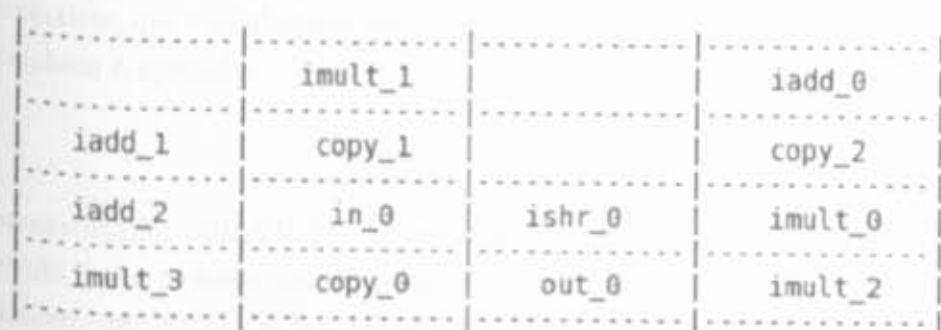 |- - - - - - - - - -|- - - - - - - - - -|- - - - - - - - - -|- - - - - - - - - -|
| | imult_1 | | iadd_0 |
| iadd_1 | copy_1 | | copy_2 |
| iadd_2 | in_0 | ishr_0 | imult_0 |
| imult_3 | copy_0 | out_0 | imult_2 |